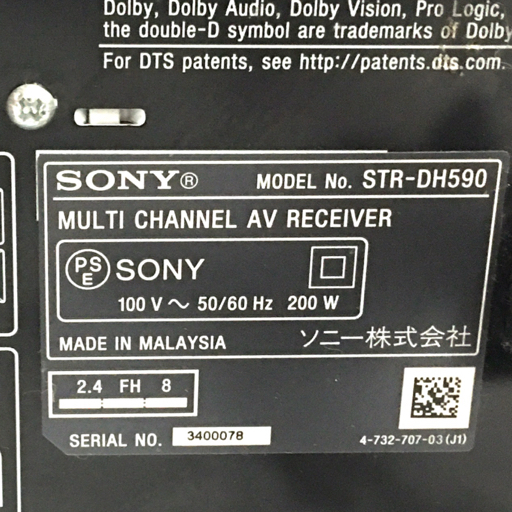 Dolby, Dolby Audio, Dolby Vision, Pro Logic,
the double-D symbol are trademarks of Dolby
For DTS patents, see http://patents.dts.com.
SONY® MODEL No. STR-DH590
MULTI CHANNEL AV RECEIVER
PSE SONY
100 V ～ 50/60 Hz 200 W
MADE IN MALAYSIA ソニー株式会社
2.4 FH 8
SERIAL NO. 3400078 4-732-707-03(J1)